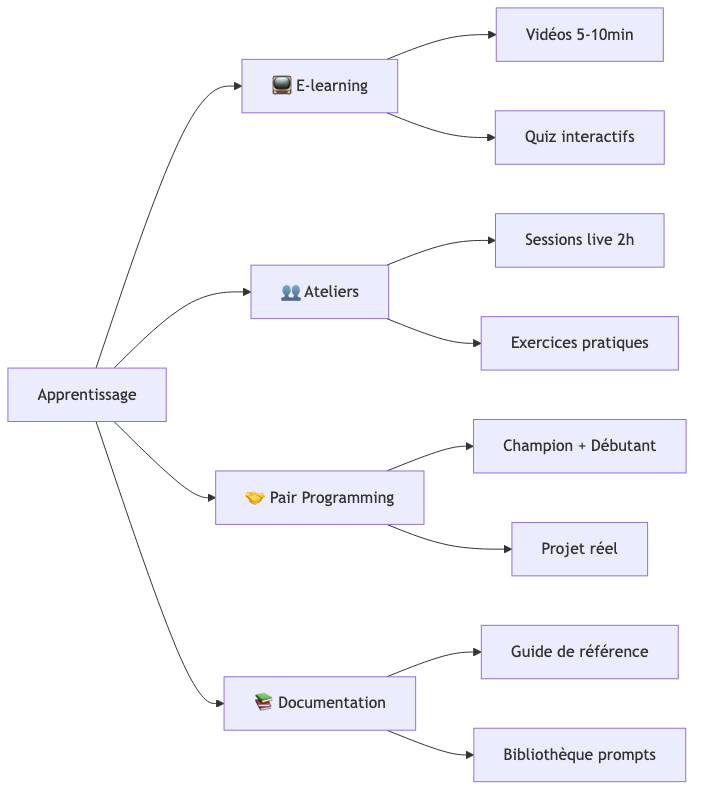 Apprentissage
📺 E-learning
Vidéos 5-10min
Quiz interactifs
👥 Ateliers
Sessions live 2h
Exercices pratiques
🤝 Pair Programming
Champion + Débutant
Projet réel
📚 Documentation
Guide de référence
Bibliothèque prompts